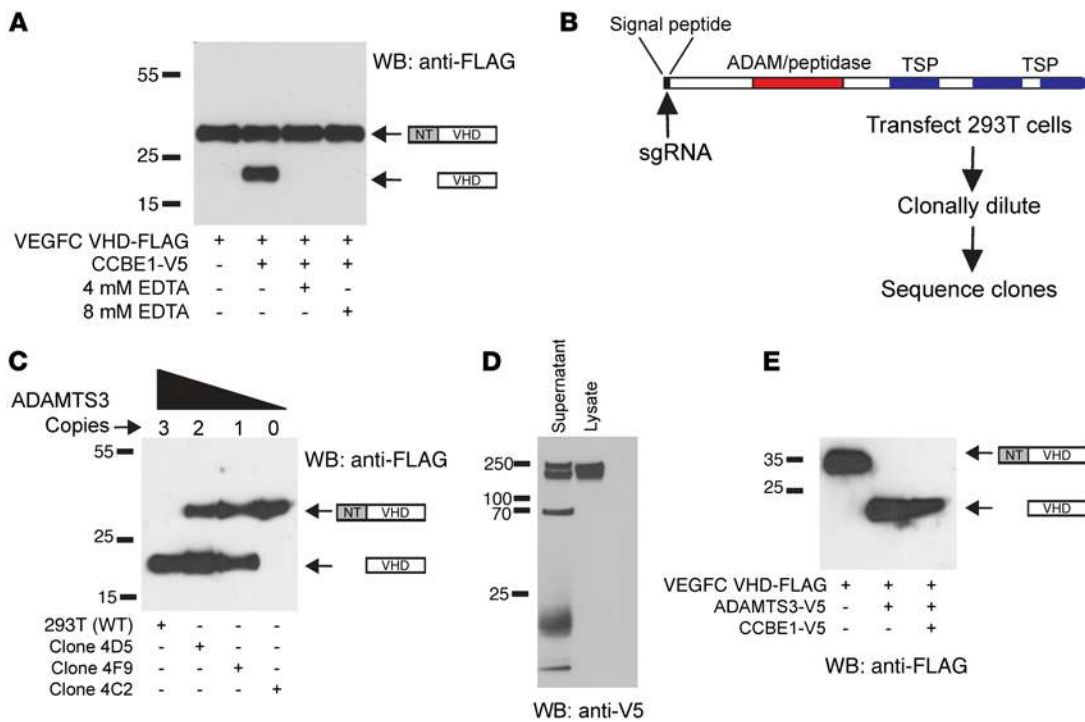 A
WB: anti-FLAG
55
25
15
NT VHD
VHD
VEGFC VHD-FLAG + + + +
CCBE1-V5 - + + +
4 mM EDTA - - + -
8 mM EDTA - - - +
B
Signal peptide
ADAM/peptidase TSP TSP
sgRNA
Transfect 293T cells
Clonally dilute
Sequence clones
C
ADAMTS3
Copies 3 2 1 0
WB: anti-FLAG
55
25
15
NT VHD
VHD
293T (WT) + - - -
Clone 4D5 - + - -
Clone 4F9 - - + -
Clone 4C2 - - - +
D
Supernatant
Lysate
250
100
70
25
WB: anti-V5
E
35
25
NT VHD
VHD
VEGFC VHD-FLAG + + +
ADAMTS3-V5 - + +
CCBE1-V5 - - +
WB: anti-FLAG